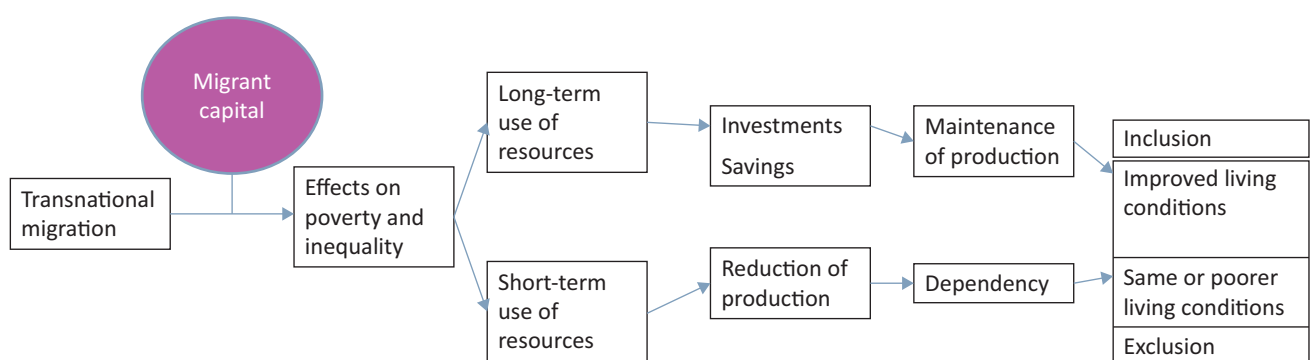 Migrant
capital
Transnational
migration
Effects on
poverty and
inequality
Long-term
use of
resources
Investments
Savings
Maintenance
of production
Inclusion
Improved living
conditions
Short-term
use of
resources
Reduction of
production
Dependency
Same or poorer
living conditions
Exclusion